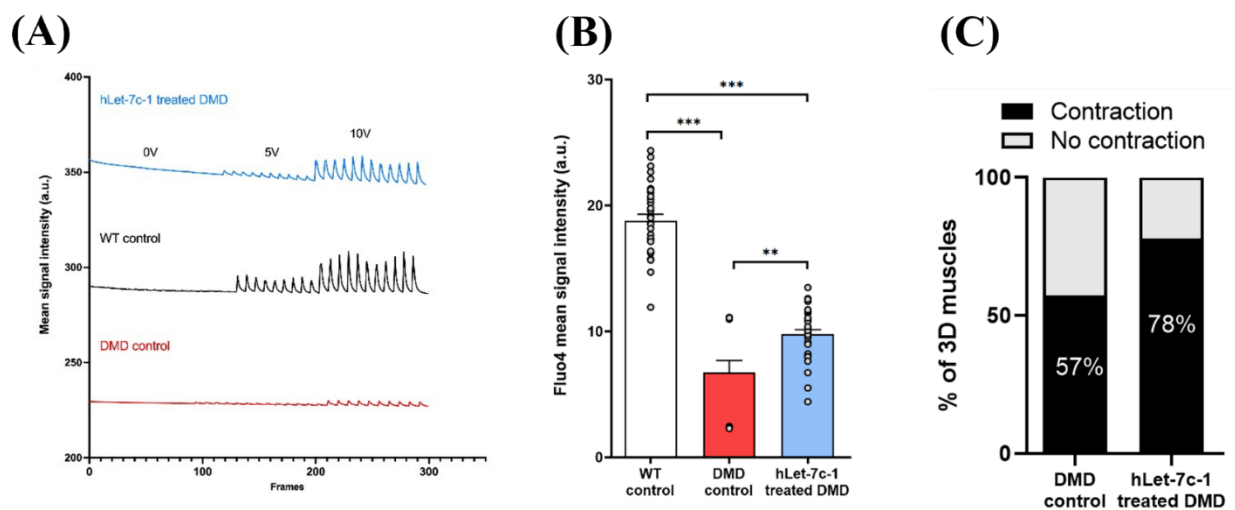 (A)
Mean signal intensity (a.u.)
400
350
300
250
200
hLet-7c-1 treated DMD
0V
5V
10V
WT control
DMD control
0
100
200
300
Frames
(B)
Fluo4 mean signal intensity (a.u.)
30
20
10
0
***
***
**
WT
control
DMD
control
hLet-7c-1
treated DMD
(C)
Contraction
No contraction
% of 3D muscles
100
50
0
57%
78%
DMD
control
hLet-7c-1
treated DMD